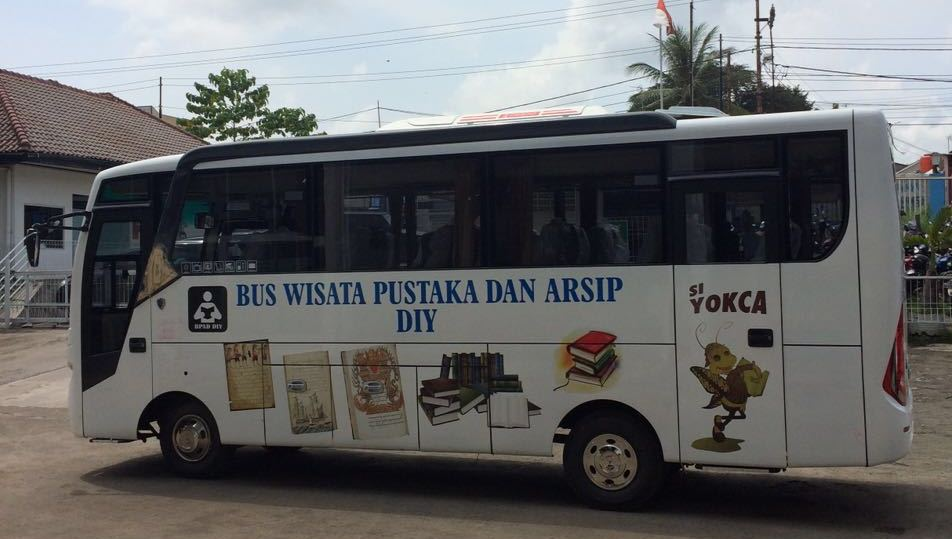 BUS WISATA PUSTAKA DAN ARSIP
DIY
BPAD DIY
SI
YOKCA